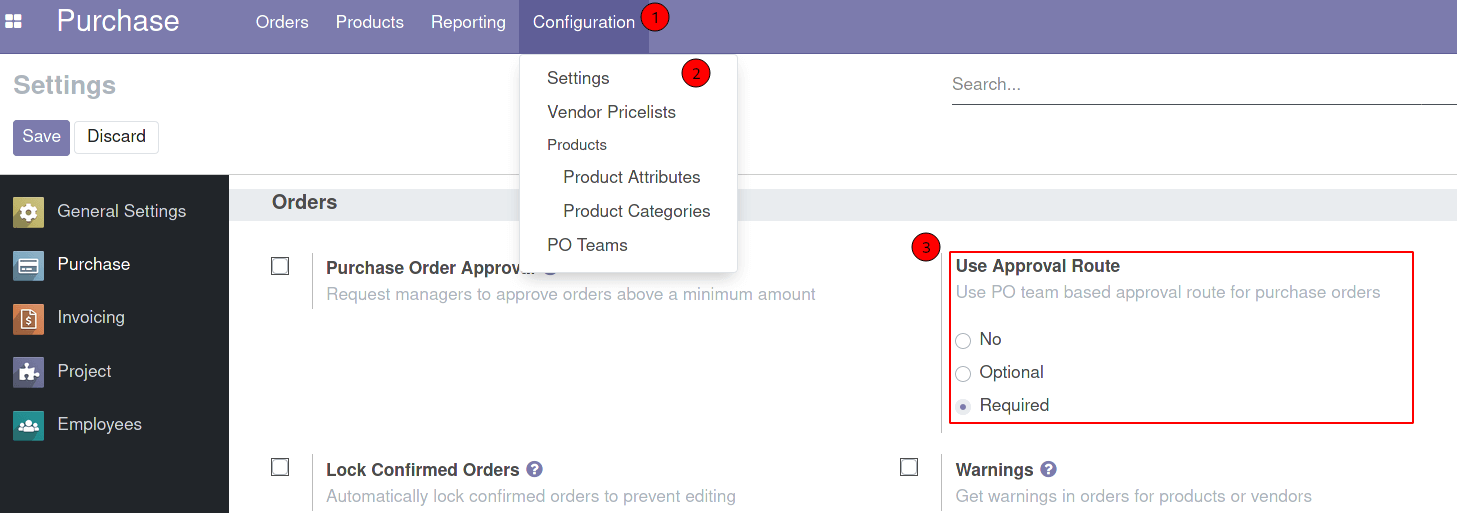 Purchase
Orders
Products
Reporting
Configuration
1
Settings
Save
Discard
Settings
2
Vendor Pricelists
Products
Product Attributes
Product Categories
PO Teams
Search...
General Settings
Purchase
Invoicing
Project
Employees
Orders
Purchase Order Approval
Request managers to approve orders above a minimum amount
3
Use Approval Route
Use PO team based approval route for purchase orders
No
Optional
Required
Lock Confirmed Orders ?
Automatically lock confirmed orders to prevent editing
Warnings ?
Get warnings in orders for products or vendors